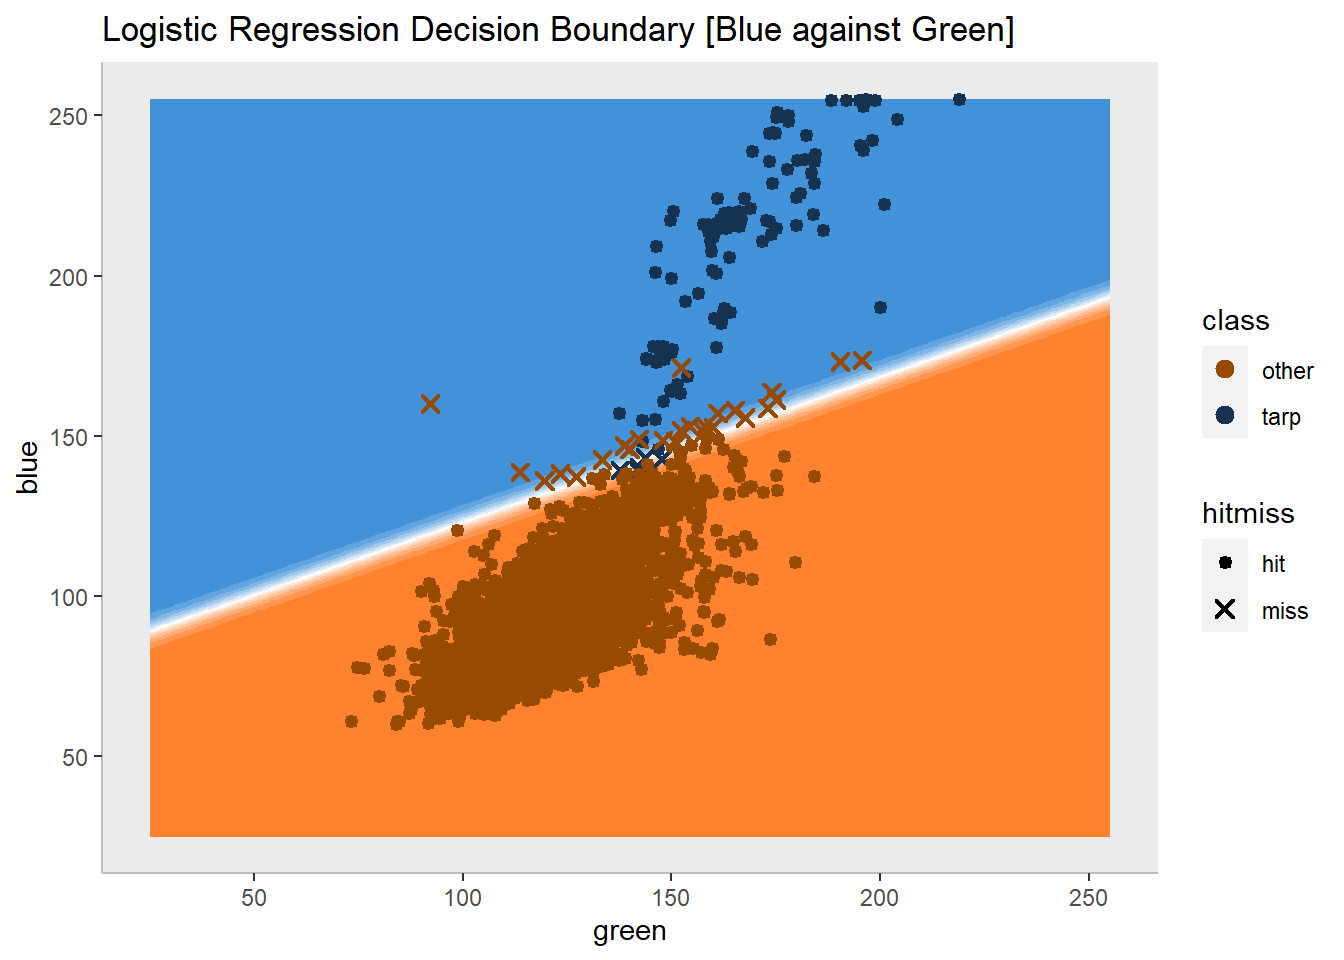 Logistic Regression Decision Boundary [Blue against Green]
250
200
150
100
50
blue
50
100
150
200
250
green
class
other
tarp
hitmiss
hit
miss